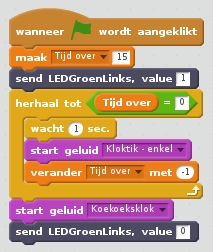 wanneer wordt aangeklikt
maak Tijd over 15
send LEDGroenLinks, value 1
herhaal tot Tijd over = 0
wacht 1 sec.
start geluid Kloktik - enkel
verander Tijd over met -1
start geluid Koekoeksklok
send LEDGroenLinks, value 0